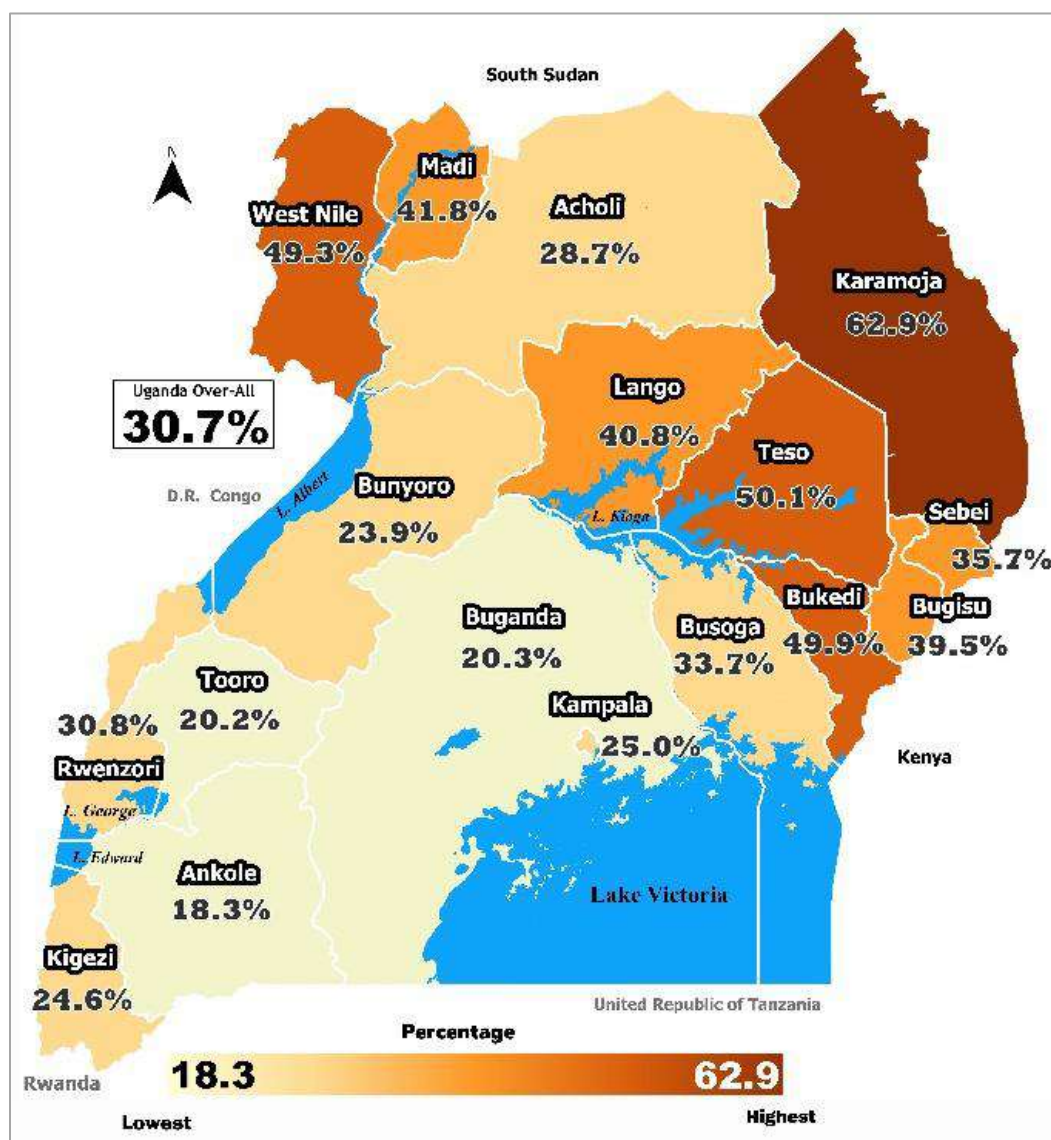 South Sudan
N
Madi
41.8%
West Nile
49.3%
Acholi
28.7%
Karamoja
62.9%
Uganda Over-All
30.7%
Lango
40.8%
Teso
50.1%
D.R. Congo
L. Albert
Bunyoro
23.9%
L. Kioga
Sebei
35.7%
Buganda
20.3%
Busoga
33.7%
Bukedi
49.9%
Bugisu
39.5%
Tooro
20.2%
Kampala
25.0%
30.8%
Rwenzori
Kenya
L. George
L. Edward
Ankole
18.3%
Lake Victoria
Kigezi
24.6%
United Republic of Tanzania
Percentage
Rwanda
18.3
62.9
Lowest
Highest